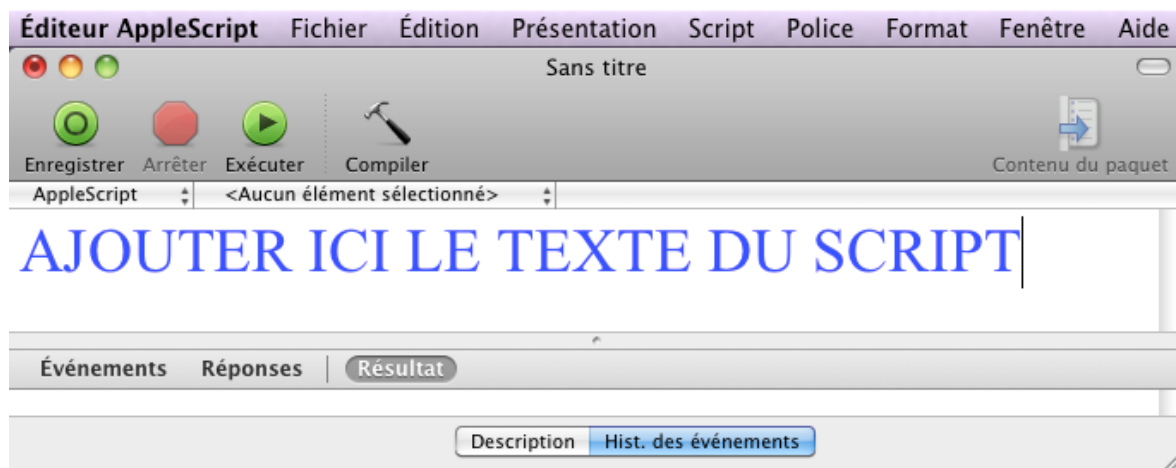 Éditeur AppleScript Fichier Édition Présentation Script Police Format Fenêtre Aide
Sans titre
Enregistrer Arrêter Exécuter Compiler Contenu du paquet
AppleScript <Aucun élément sélectionné>
AJOUTER ICI LE TEXTE DU SCRIPT
Événements Réponses Résultat
Description Hist. des événements